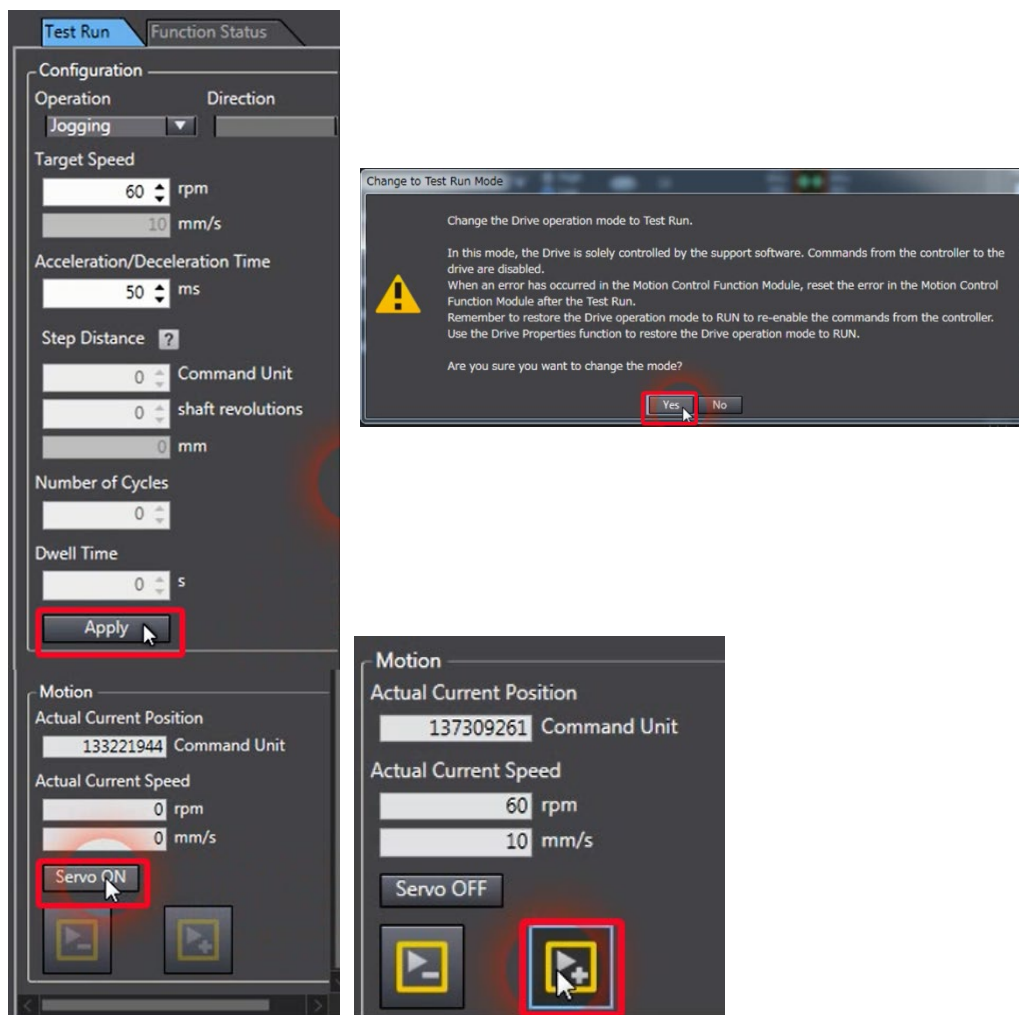 Test Run
Function Status
Configuration
Operation
Direction
Jogging
Target Speed
60 rpm
10 mm/s
Acceleration/Deceleration Time
50 ms
Step Distance ?
0 Command Unit
0 shaft revolutions
0 mm
Number of Cycles
0
Dwell Time
0 s
Apply
Change to Test Run Mode
Change the Drive operation mode to Test Run.
In this mode, the Drive is solely controlled by the support software. Commands from the controller to the
drive are disabled.
When an error has occurred in the Motion Control Function Module, reset the error in the Motion Control
Function Module after the Test Run.
Remember to restore the Drive operation mode to RUN to re-enable the commands from the controller.
Use the Drive Properties function to restore the Drive operation mode to RUN.
Are you sure you want to change the mode?
Yes
No
Motion
Actual Current Position
133221944 Command Unit
Actual Current Speed
0 rpm
0 mm/s
Servo ON
Motion
Actual Current Position
137309261 Command Unit
Actual Current Speed
60 rpm
10 mm/s
Servo OFF